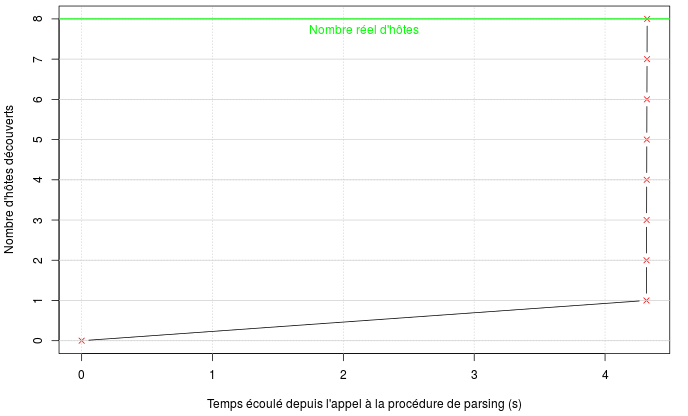 8
Nombre réel d'hôtes
7
6
5
4
3
2
1
0
Nombre d'hôtes découverts
0 1 2 3 4
Temps écoulé depuis l'appel à la procédure de parsing (s)